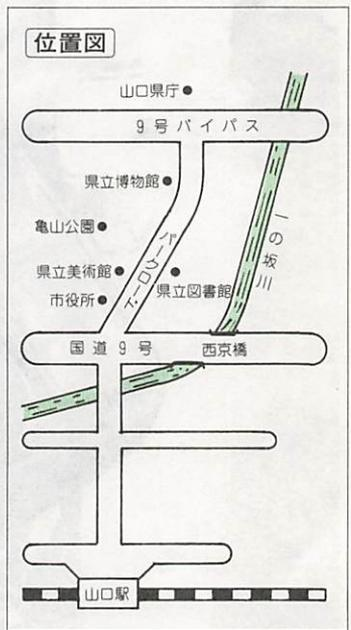 位置図
山口県庁
9号バイパス
県立博物館
亀山公園
パークロード
一の坂川
県立美術館
県立図書館
市役所
国道9号
西京橋
山口駅